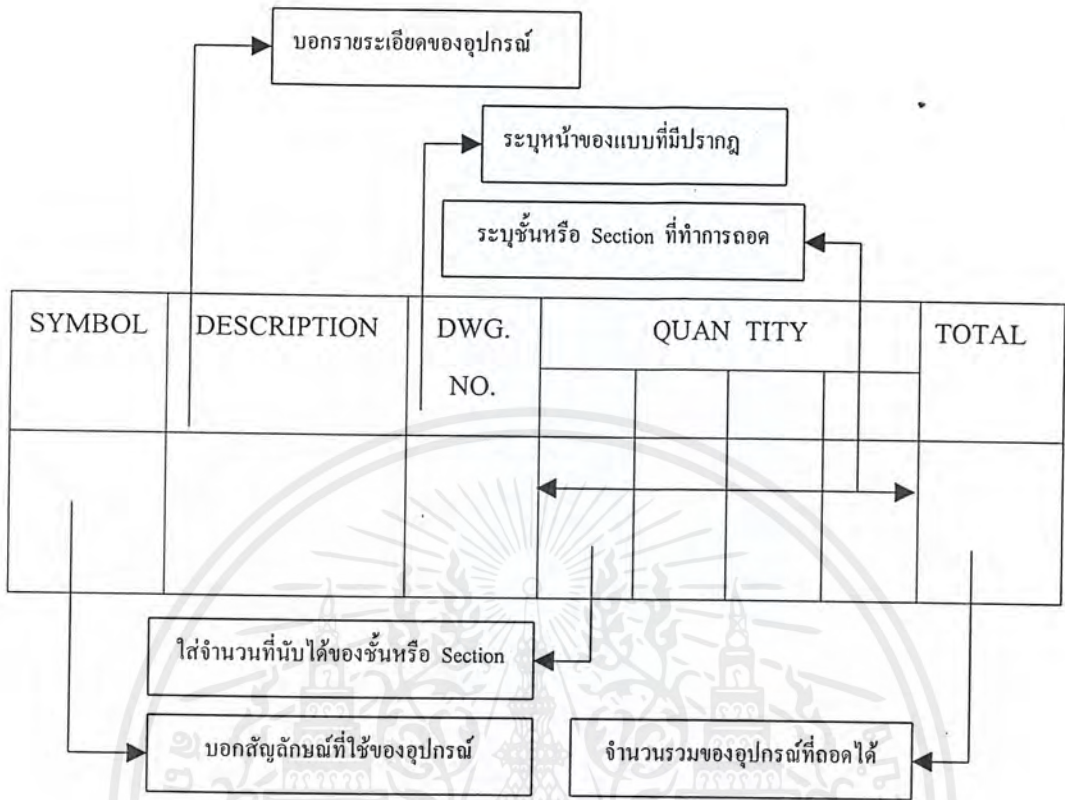 บอกรายระเอียดของอุปกรณ์
ระบุหน้าของแบบที่มีปรากฎ
ระบุชั้นหรือ Section ที่ทำการถอด
SYMBOL DESCRIPTION DWG. QUAN TITY TOTAL
NO.
ใส่จำนวนที่นับได้ของชั้นหรือ Section
บอกสัญลักษณ์ที่ใช้ของอุปกรณ์
จำนวนรวมของอุปกรณ์ที่ถอดได้